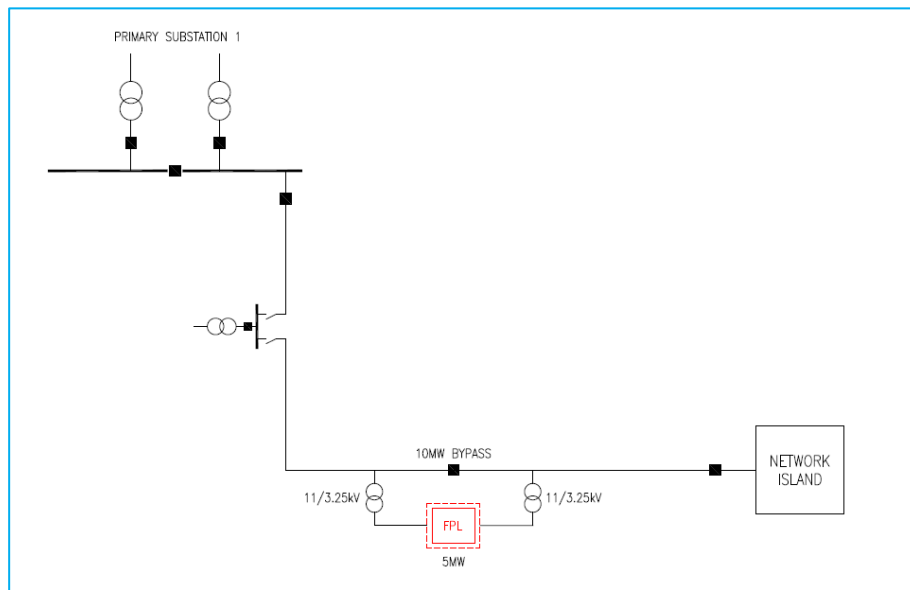 PRIMARY SUBSTATION 1
10MW BYPASS
NETWORK
ISLAND
11/3.25kV
11/3.25kV
FPL
5MW